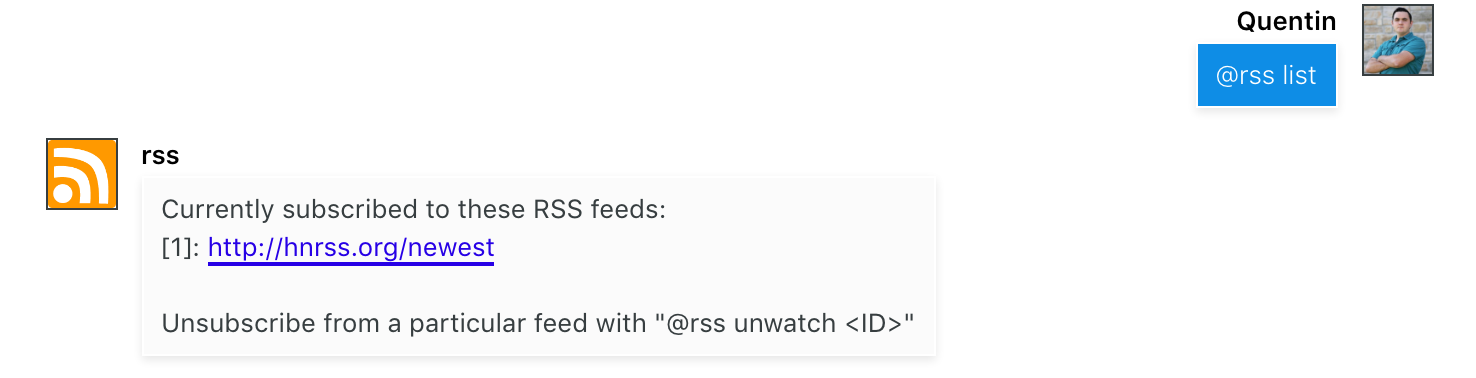 Quentin
@rss list
rss
Currently subscribed to these RSS feeds:
[1]: http://hnrss.org/newest
Unsubscribe from a particular feed with "@rss unwatch <ID>"